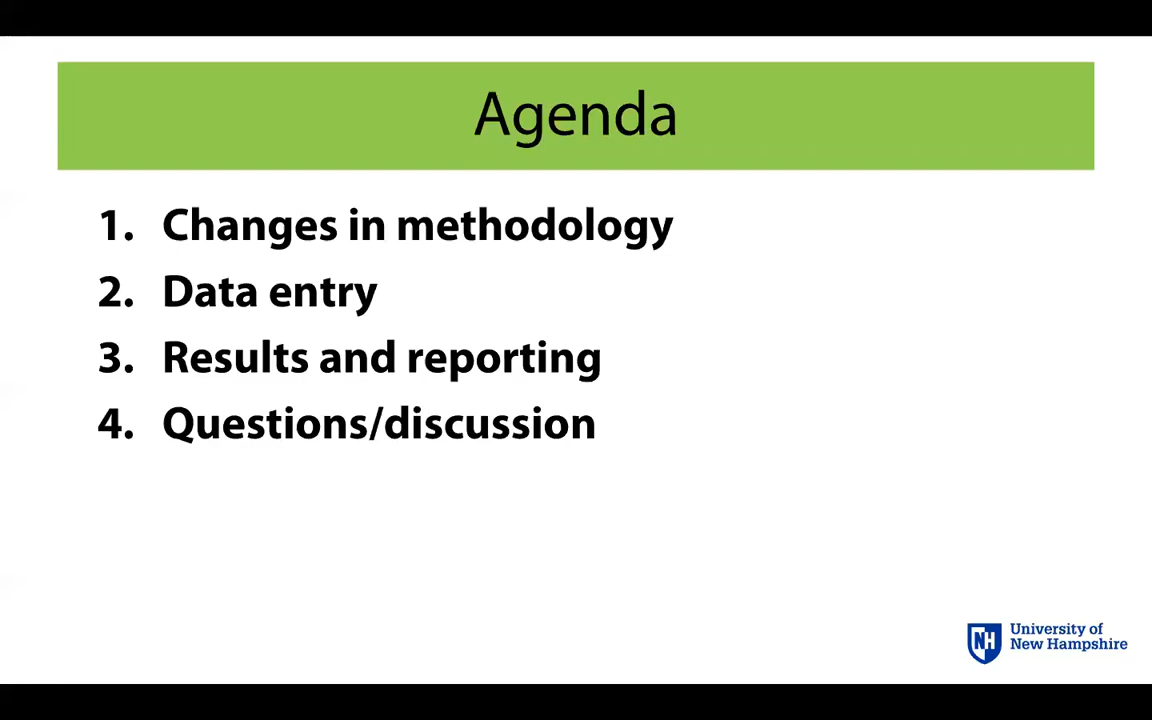 Agenda
1. Changes in methodology
2. Data entry
3. Results and reporting
4. Questions/discussion
NH
University of
New Hampshire